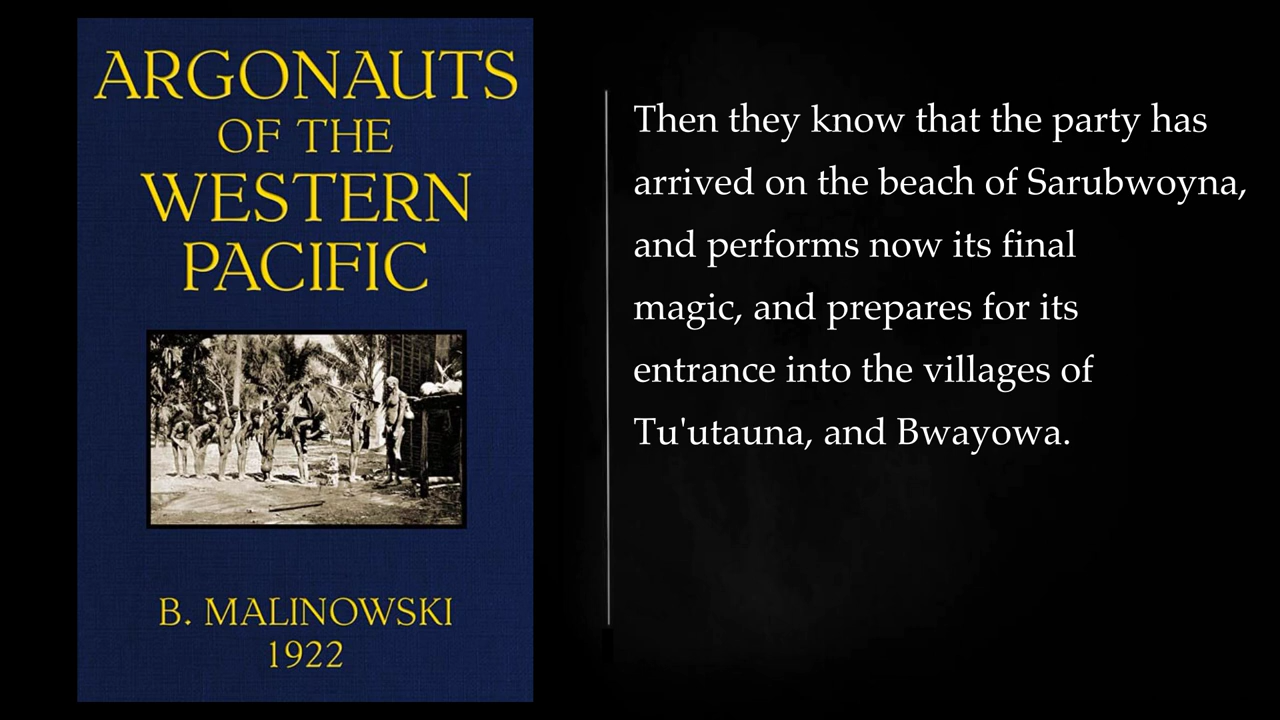 ARGONAUTS
OF THE
WESTERN
PACIFIC
B. MALINOWSKI
1922
Then they know that the party has
arrived on the beach of Sarubwoyna,
and performs now its final
magic, and prepares for its
entrance into the villages of
Tu'utauna, and Bwayowa.